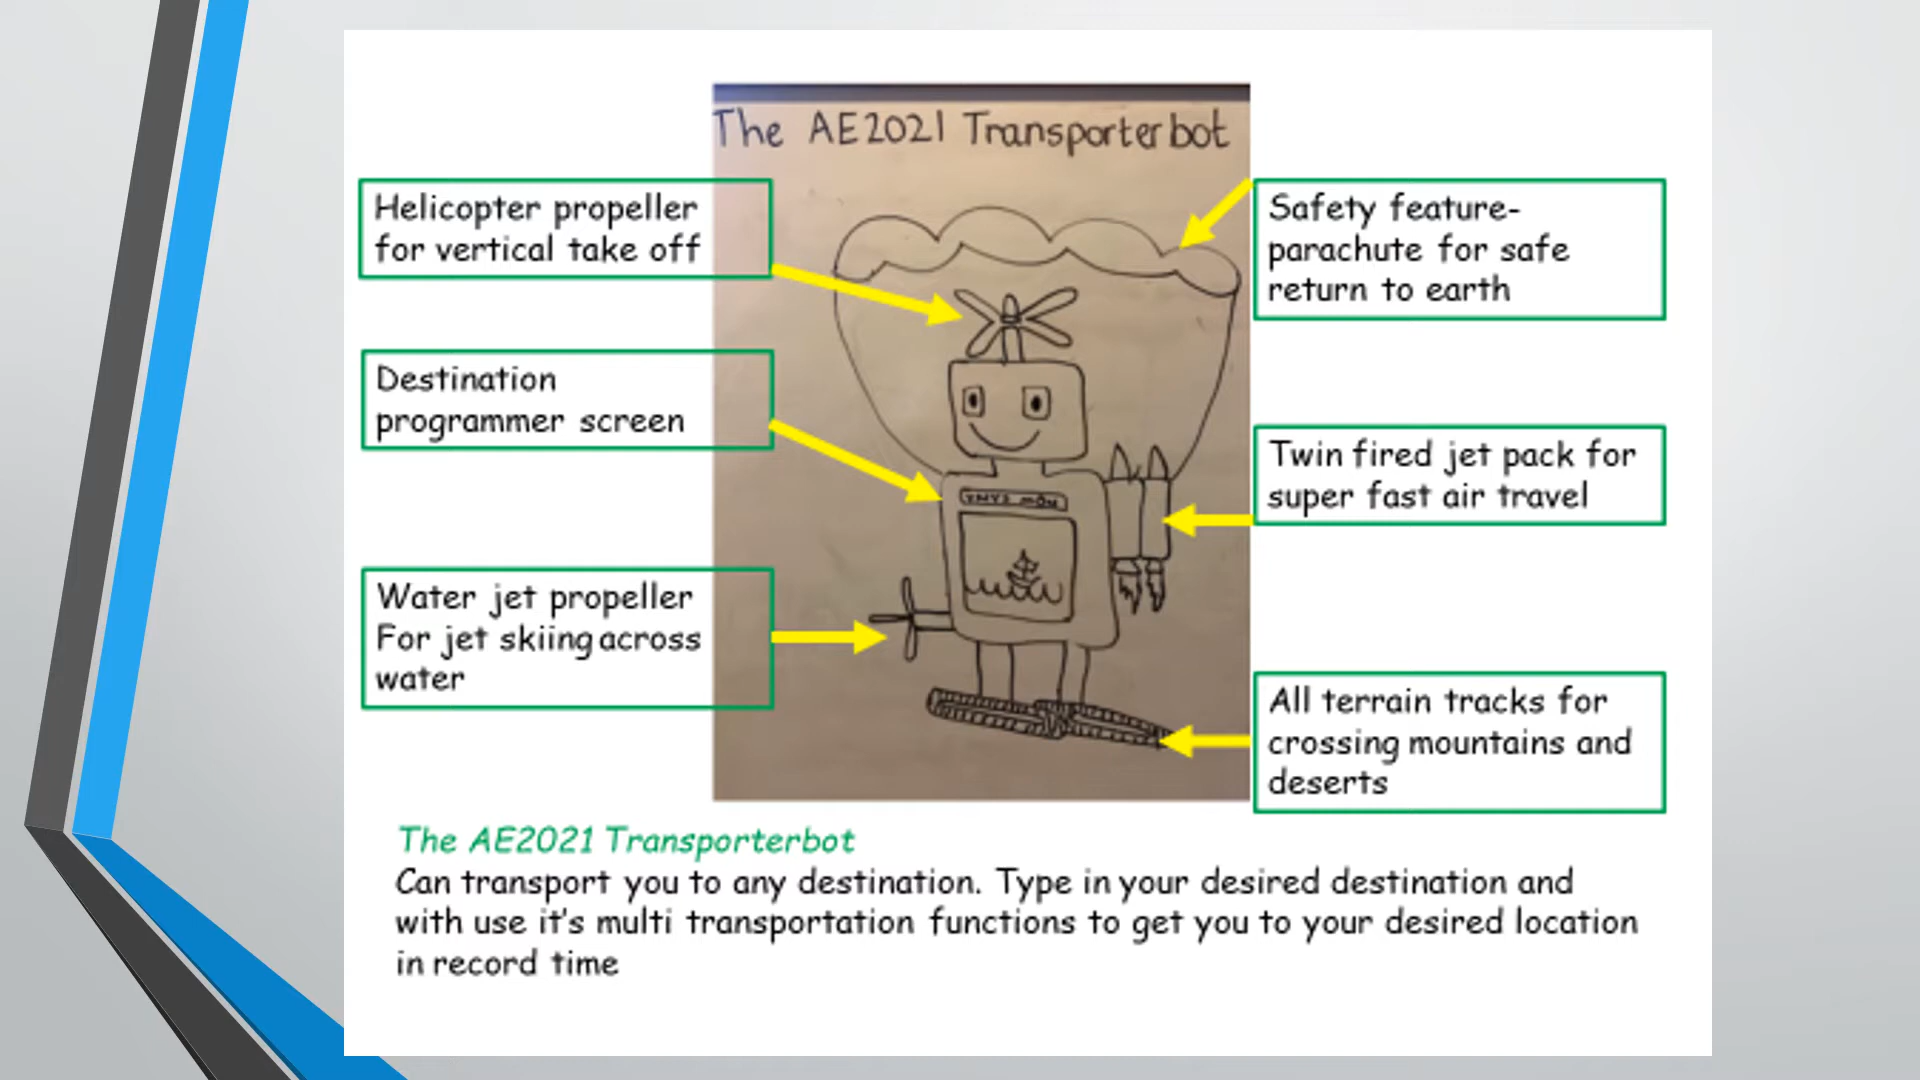 The AE2021 Transporterbot
Helicopter propeller
for vertical take off
Safety feature-
parachute for safe
return to earth
Destination
programmer screen
Twin fired jet pack for
super fast air travel
Water jet propeller
For jet skiing across
water
All terrain tracks for
crossing mountains and
deserts
The AE2021 Transporterbot
Can transport you to any destination. Type in your desired destination and
with use it's multi transportation functions to get you to your desired location
in record time